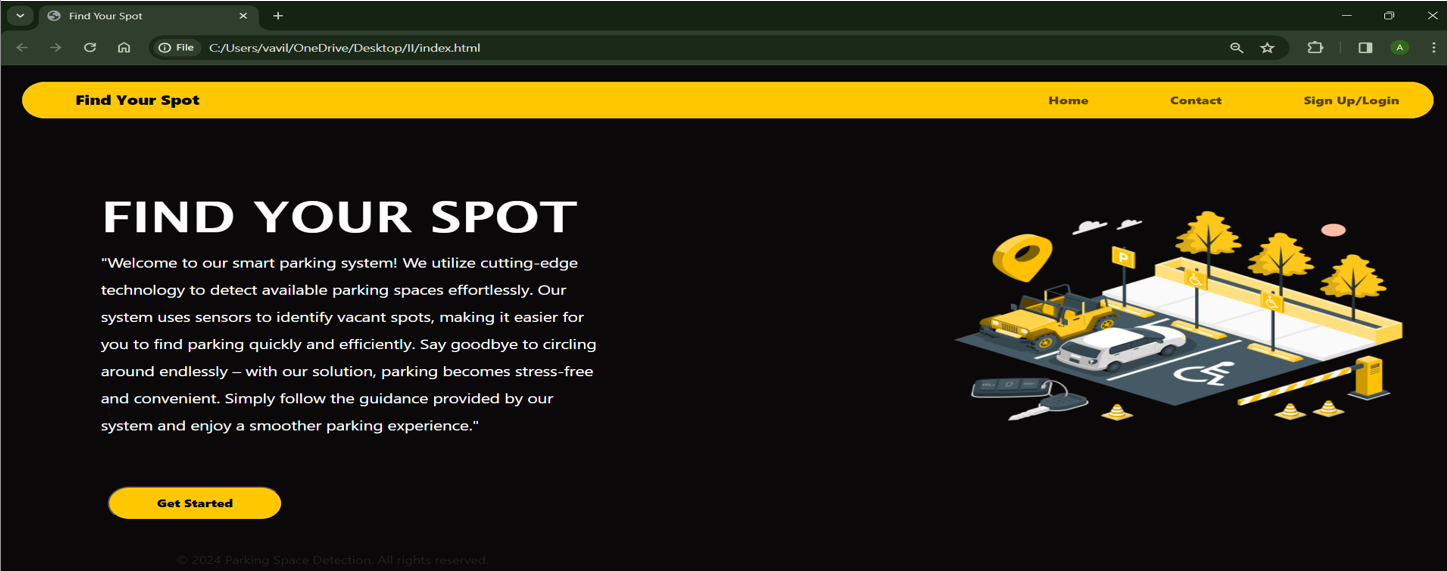 Find Your Spot
File C:/Users/vavil/OneDrive/Desktop/II/index.html
A
Find Your Spot Home Contact Sign Up/Login
FIND YOUR SPOT
"Welcome to our smart parking system! We utilize cutting-edge
technology to detect available parking spaces effortlessly. Our
system uses sensors to identify vacant spots, making it easier for
you to find parking quickly and efficiently. Say goodbye to circling
around endlessly – with our solution, parking becomes stress-free
and convenient. Simply follow the guidance provided by our
system and enjoy a smoother parking experience."
P
D
Get Started
© 2024 Parking Space Detection. All rights reserved.